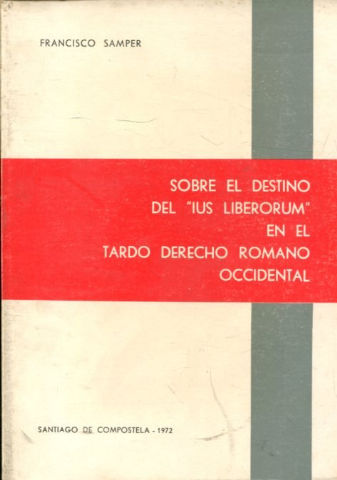 FRANCISCO SAMPER
SOBRE EL DESTINO
DEL "IUS LIBERORUM"
EN EL
TARDO DERECHO ROMANO
OCCIDENTAL
SANTIAGO DE COMPOSTELA - 1972